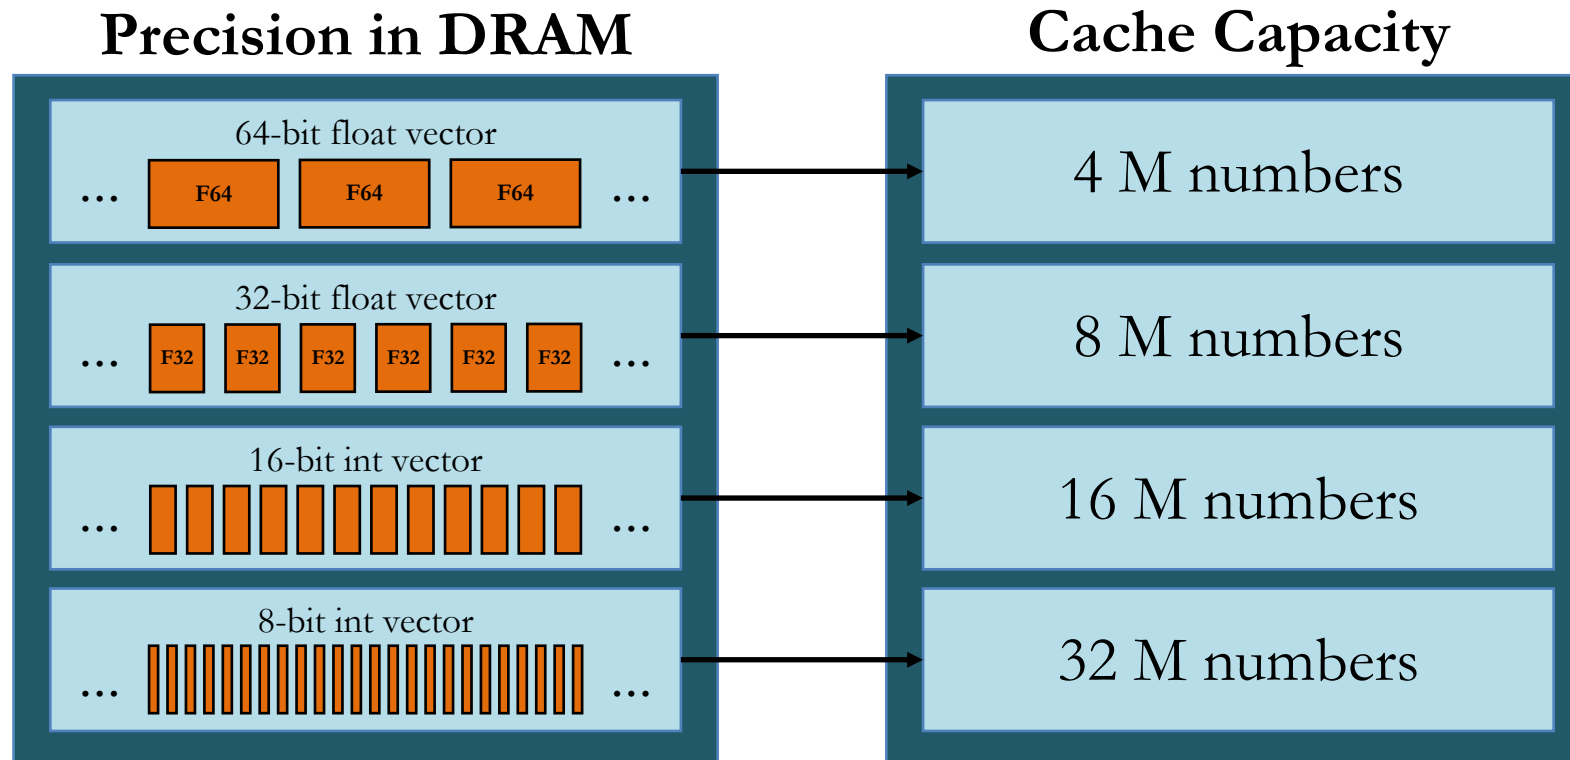 Precision in DRAM
Cache Capacity
64-bit float vector
... F64 F64 F64 ...
4 M numbers
32-bit float vector
... F32 F32 F32 F32 F32 F32 ...
8 M numbers
16-bit int vector
... ...
16 M numbers
8-bit int vector
... ...
32 M numbers